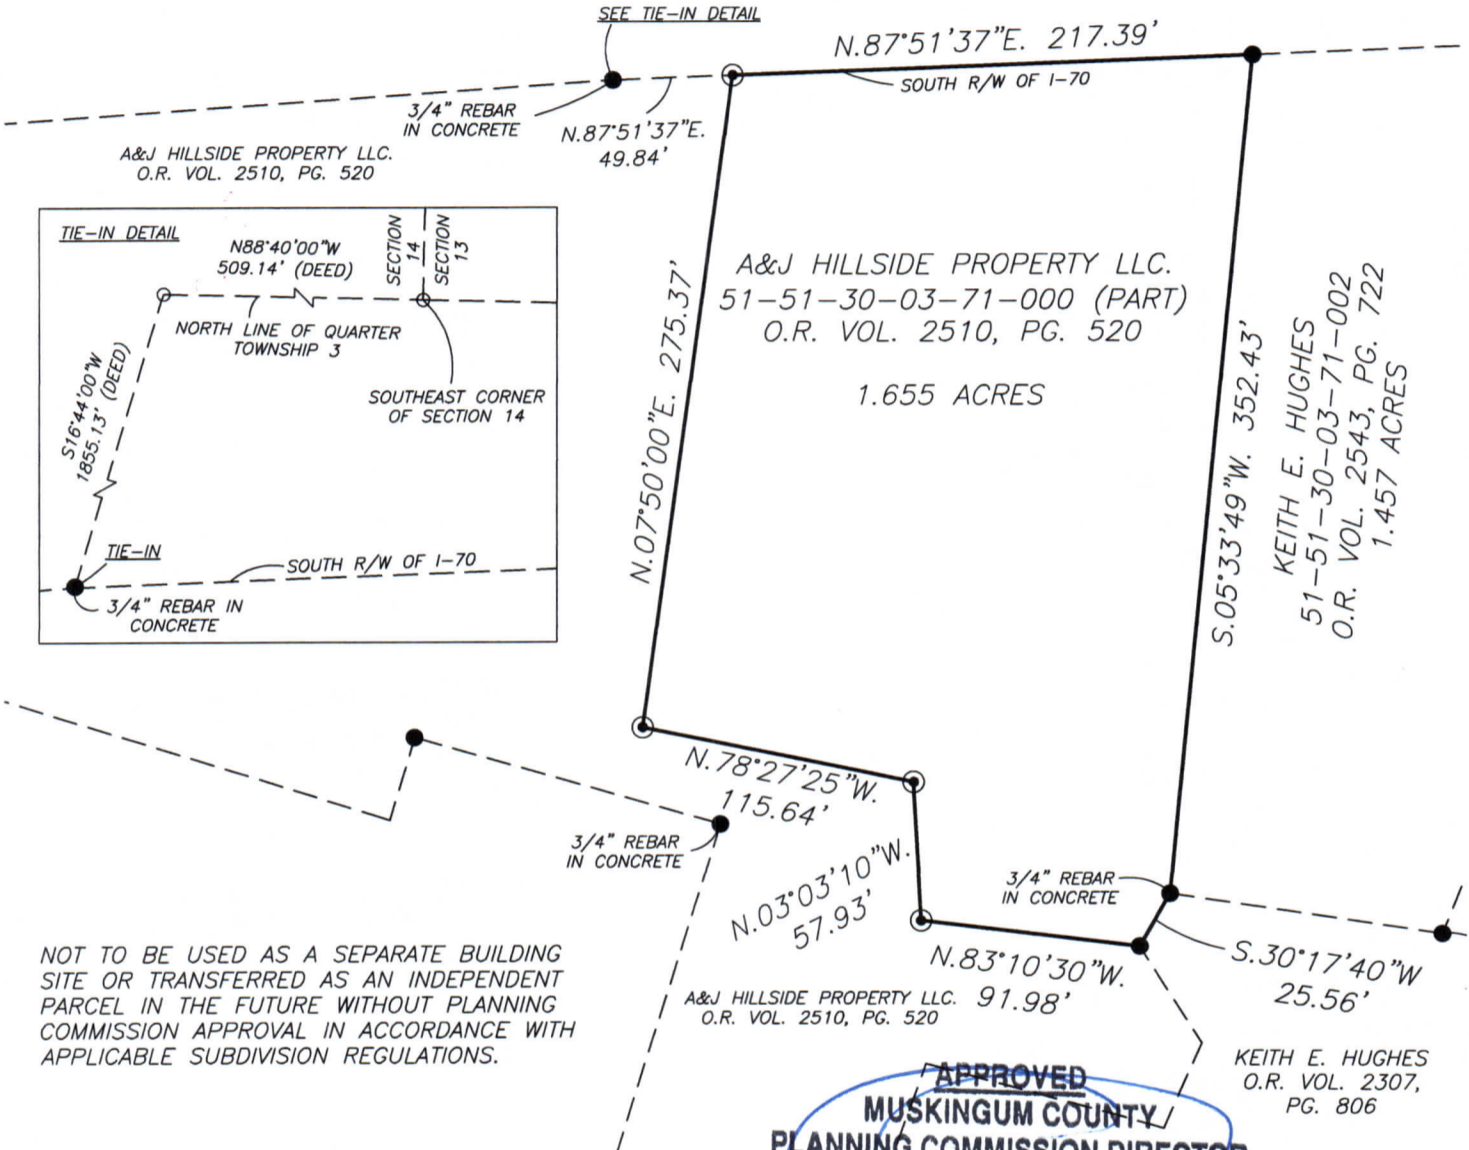 SEE TIE-IN DETAIL
N.87°51'37"E. 217.39'
SOUTH R/W OF I-70
3/4" REBAR
IN CONCRETE
N.87°51'37"E.
49.84'
A&J HILLSIDE PROPERTY LLC.
O.R. VOL. 2510, PG. 520
TIE-IN DETAIL
N88°40'00"W
509.14' (DEED)
SECTION
14
SECTION
13
NORTH LINE OF QUARTER
TOWNSHIP 3
S16°44'00"W
1855.13' (DEED)
SOUTHEAST CORNER
OF SECTION 14
TIE-IN
SOUTH R/W OF I-70
3/4" REBAR IN
CONCRETE
N.07°50'00"E. 275.37'
A&J HILLSIDE PROPERTY LLC.
51-51-30-03-71-000 (PART)
O.R. VOL. 2510, PG. 520
1.655 ACRES
S.05°33'49"W. 352.43'
KEITH E. HUGHES
51-51-30-03-71-002
O.R. VOL. 2543, PG. 722
1.457 ACRES
N.78°27'25"W.
115.64'
3/4" REBAR
IN CONCRETE
N.03°03'10"W.
57.93'
3/4" REBAR
IN CONCRETE
N.83°10'30"W.
91.98'
S.30°17'40"W
25.56'
A&J HILLSIDE PROPERTY LLC.
O.R. VOL. 2510, PG. 520
KEITH E. HUGHES
O.R. VOL. 2307,
PG. 806
NOT TO BE USED AS A SEPARATE BUILDING
SITE OR TRANSFERRED AS AN INDEPENDENT
PARCEL IN THE FUTURE WITHOUT PLANNING
COMMISSION APPROVAL IN ACCORDANCE WITH
APPLICABLE SUBDIVISION REGULATIONS.
APPROVED
MUSKINGUM COUNTY
PLANNING COMMISSION DIRECTOR